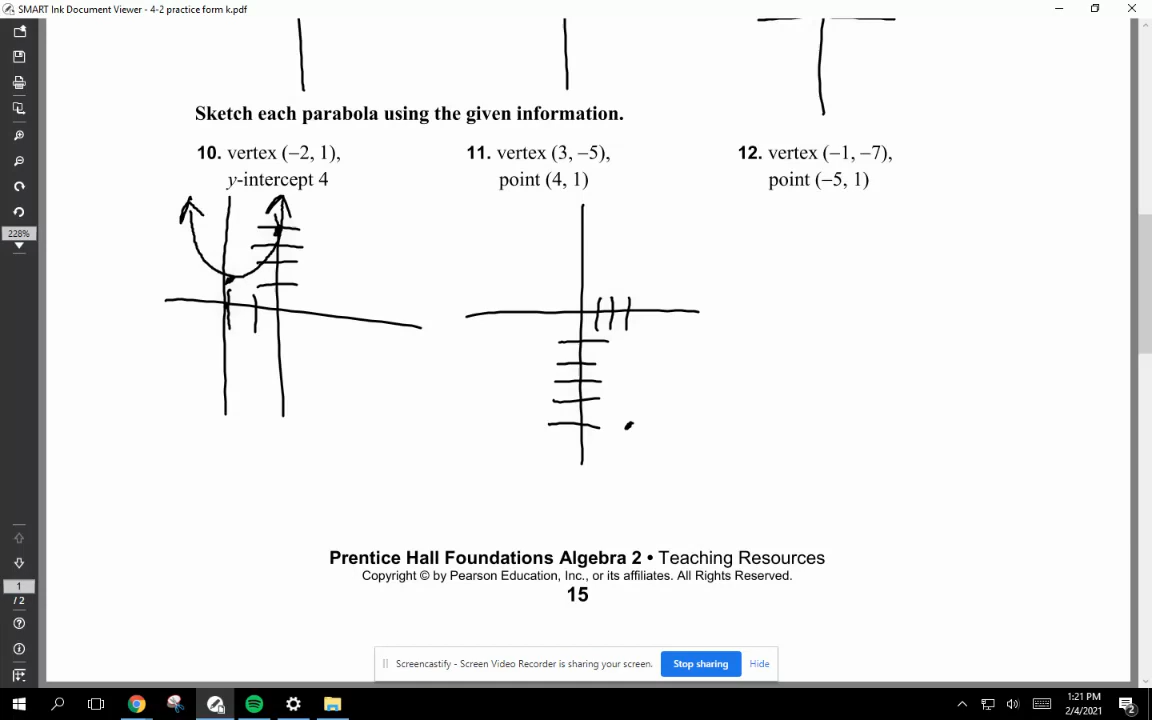 SMART Ink Document Viewer - 4-2 practice form k.pdf
Sketch each parabola using the given information.
10. vertex (−2, 1),
y-intercept 4
11. vertex (3, −5),
point (4, 1)
12. vertex (−1, −7),
point (−5, 1)
228%
1
/ 2
Prentice Hall Foundations Algebra 2 • Teaching Resources
Copyright © by Pearson Education, Inc., or its affiliates. All Rights Reserved.
15
Screencastify - Screen Video Recorder is sharing your screen.
Stop sharing
Hide
1:21 PM
2/4/2021
2